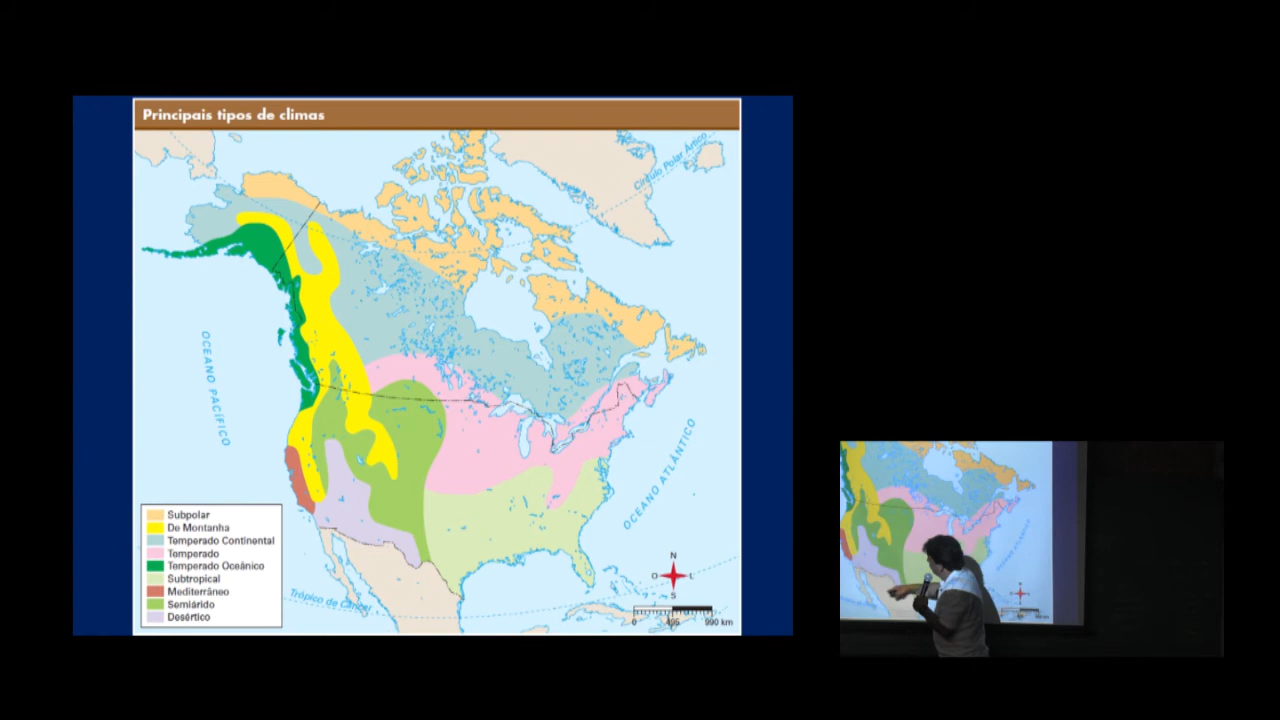 Principais tipos de climas
Círculo Polar Ártico
OCEANO PACÍFICO
OCEANO ATLÂNTICO
Trópico de Câncer
Subpolar
De Montanha
Temperado Continental
Temperado
Temperado Oceânico
Subtropical
Mediterrâneo
Semiárido
Desértico
N
O
L
S
0 495 990 km